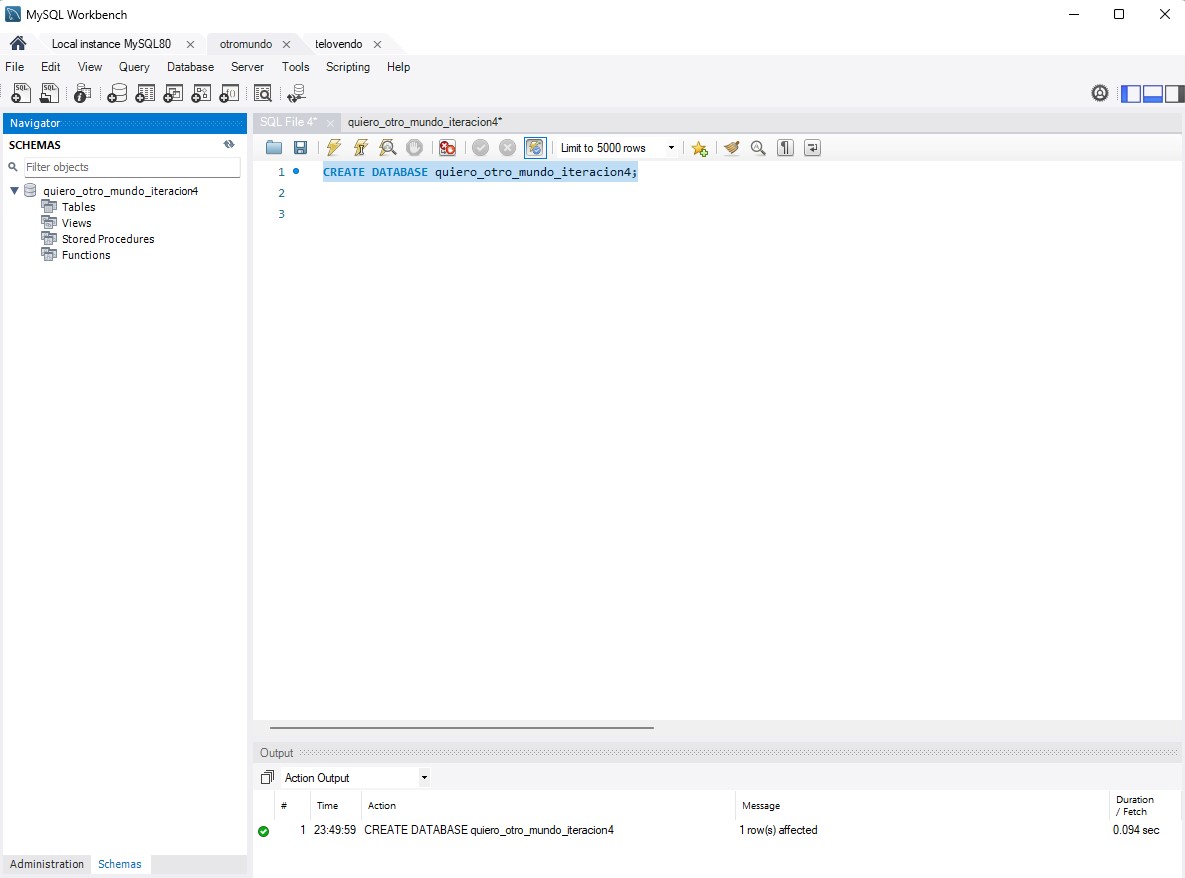 MySQL Workbench
Local instance MySQL80 otromundo telovendo
File Edit View Query Database Server Tools Scripting Help
Navigator
SCHEMAS
Filter objects
quiero_otro_mundo_iteracion4
Tables
Views
Stored Procedures
Functions
Administration Schemas
SQL File 4* quiero_otro_mundo_iteracion4*
Limit to 5000 rows
1 CREATE DATABASE quiero_otro_mundo_iteracion4;
2
3
Output
Action Output
# Time Action Message Duration / Fetch
1 23:49:59 CREATE DATABASE quiero_otro_mundo_iteracion4 1 row(s) affected 0.094 sec